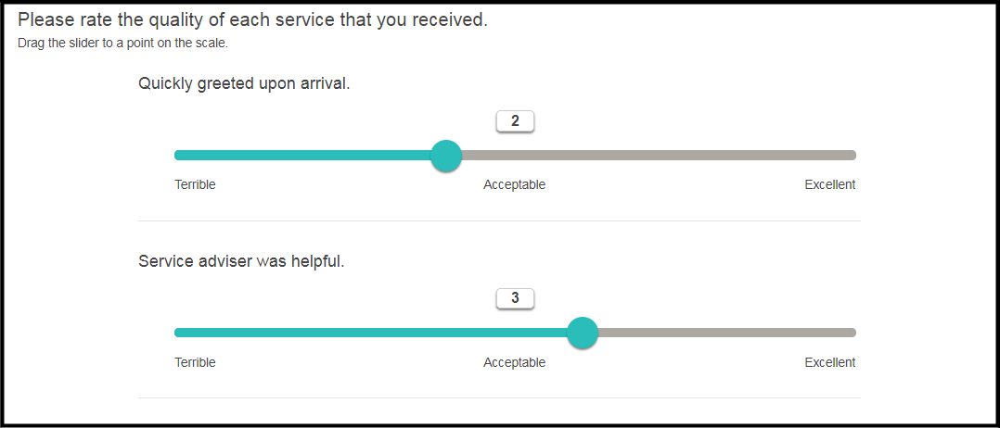 Please rate the quality of each service that you received.
Drag the slider to a point on the scale.
Quickly greeted upon arrival.
2
Terrible Acceptable Excellent
Service adviser was helpful.
3
Terrible Acceptable Excellent